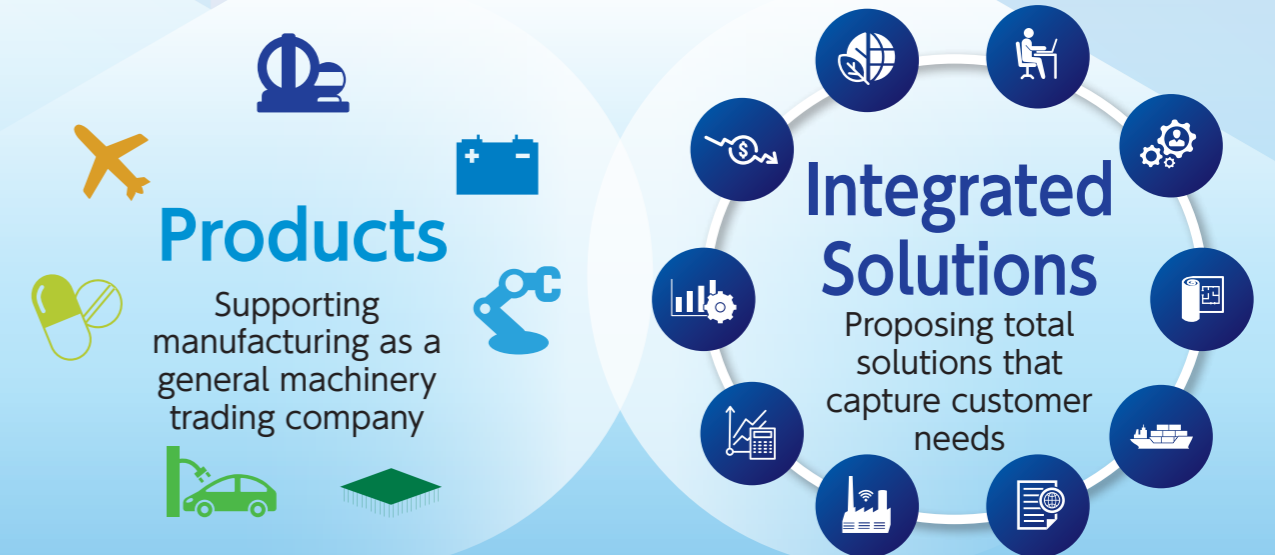 Products
Supporting
manufacturing as a
general machinery
trading company
Integrated
Solutions
Proposing total
solutions that
capture customer
needs